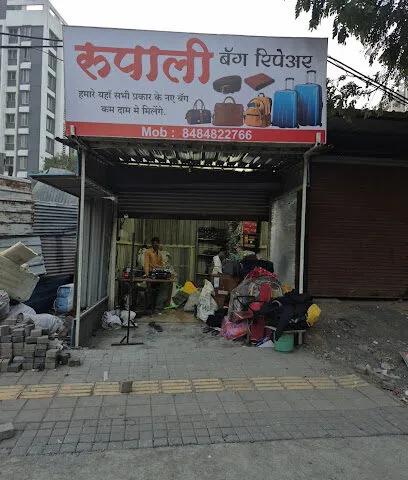 रुपाली बॅग रिपेअर
हमारे यहाँ सभी प्रकार के नए बॅग
कम दाम मे मिलेंगे.
Mob : 8484822766